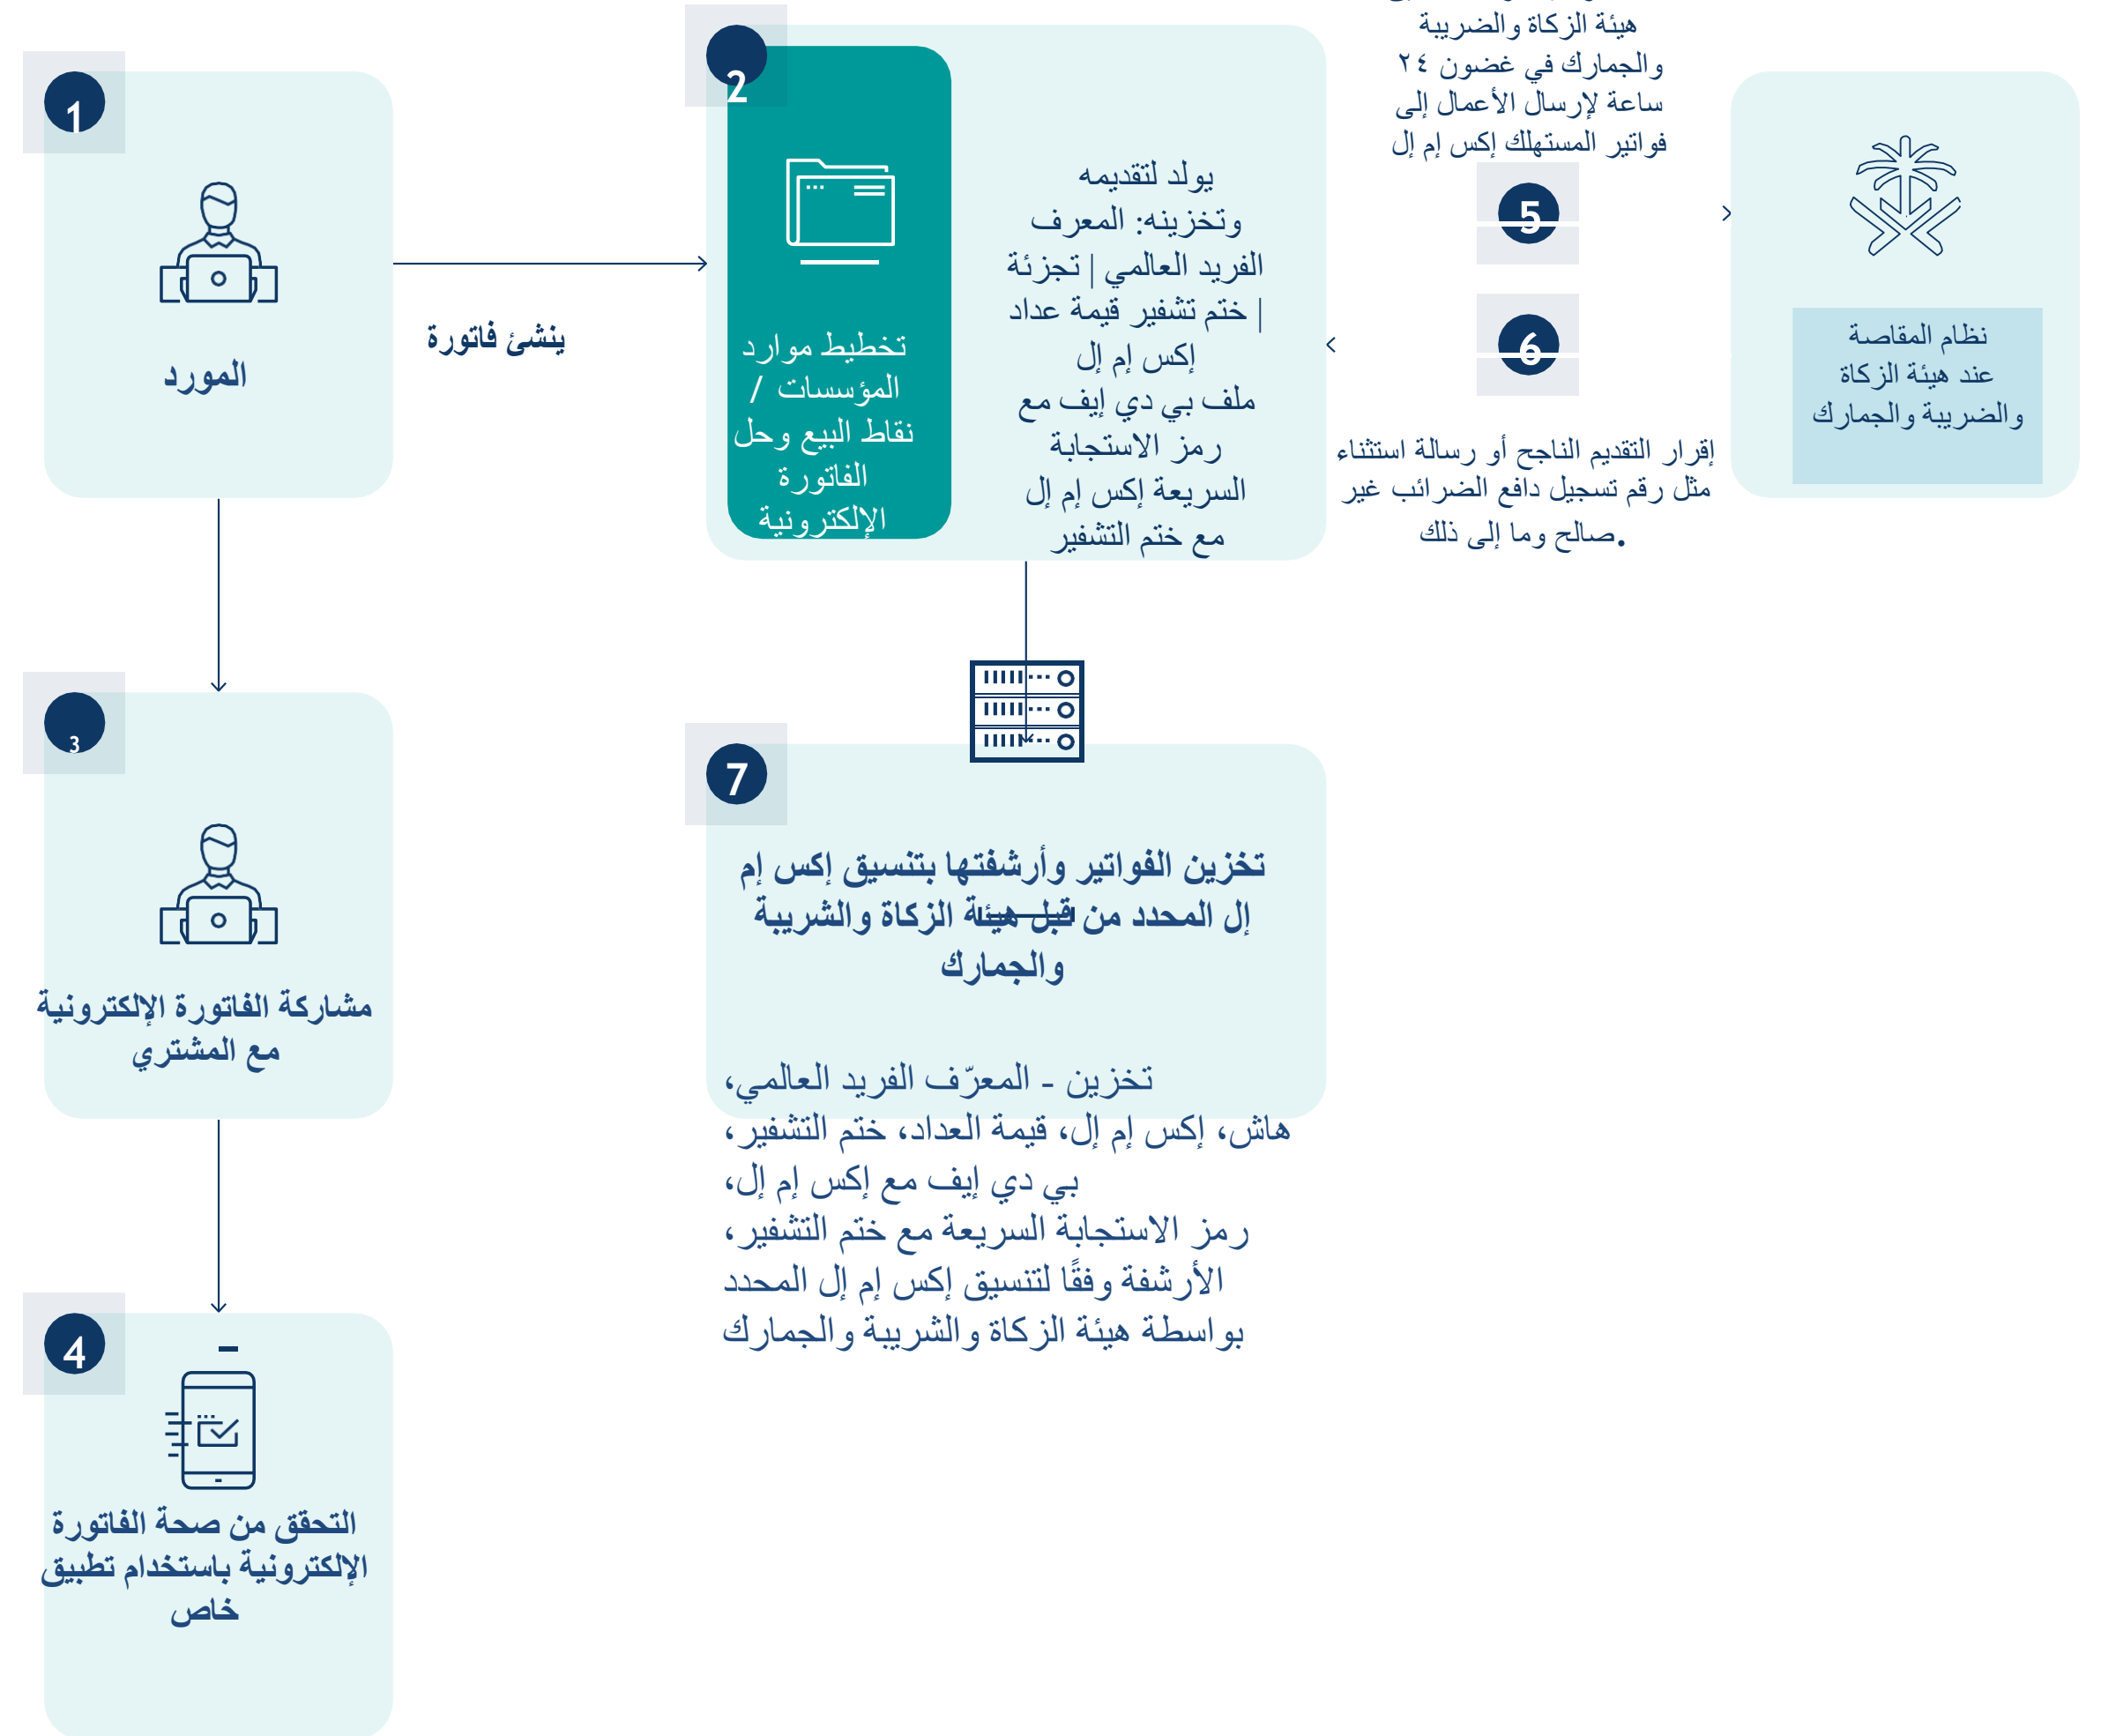 1
المورد
ينشئ فاتورة
2
تخطيط موارد
المؤسسات /
نقاط البيع وحل
الفاتورة
الإلكترونية
يولد لتقديمه
وتخزينه: المعرف
الفريد العالمي | تجزئة
| ختم تشفير قيمة عداد
إكس إم إل
ملف بي دي إيف مع
رمز الاستجابة
السريعة إكس إم إل
مع ختم التشفير
هيئة الزكاة والضريبة
والجمارك في غضون ٢٤
ساعة لإرسال الأعمال إلى
فواتير المستهلك إكس إم إل
5
6
إقرار التقديم الناجح أو رسالة استثناء
مثل رقم تسجيل دافع الضرائب غير
صالح وما إلى ذلك.
نظام المقاصة
عند هيئة الزكاة
والضريبة والجمارك
3
مشاركة الفاتورة الإلكترونية
مع المشتري
4
التحقق من صحة الفاتورة
الإلكترونية باستخدام تطبيق
خاص
7
تخزين الفواتير وأرشفتها بتنسيق إكس إم
إل المحدد من قبل هيئة الزكاة والشريبة
والجمارك
تخزين - المعرّف الفريد العالمي،
هاش، إكس إم إل، قيمة العداد، ختم التشفير،
بي دي إيف مع إكس إم إل،
رمز الاستجابة السريعة مع ختم التشفير،
الأرشفة وفقًا لتنسيق إكس إم إل المحدد
بواسطة هيئة الزكاة والشريبة والجمارك